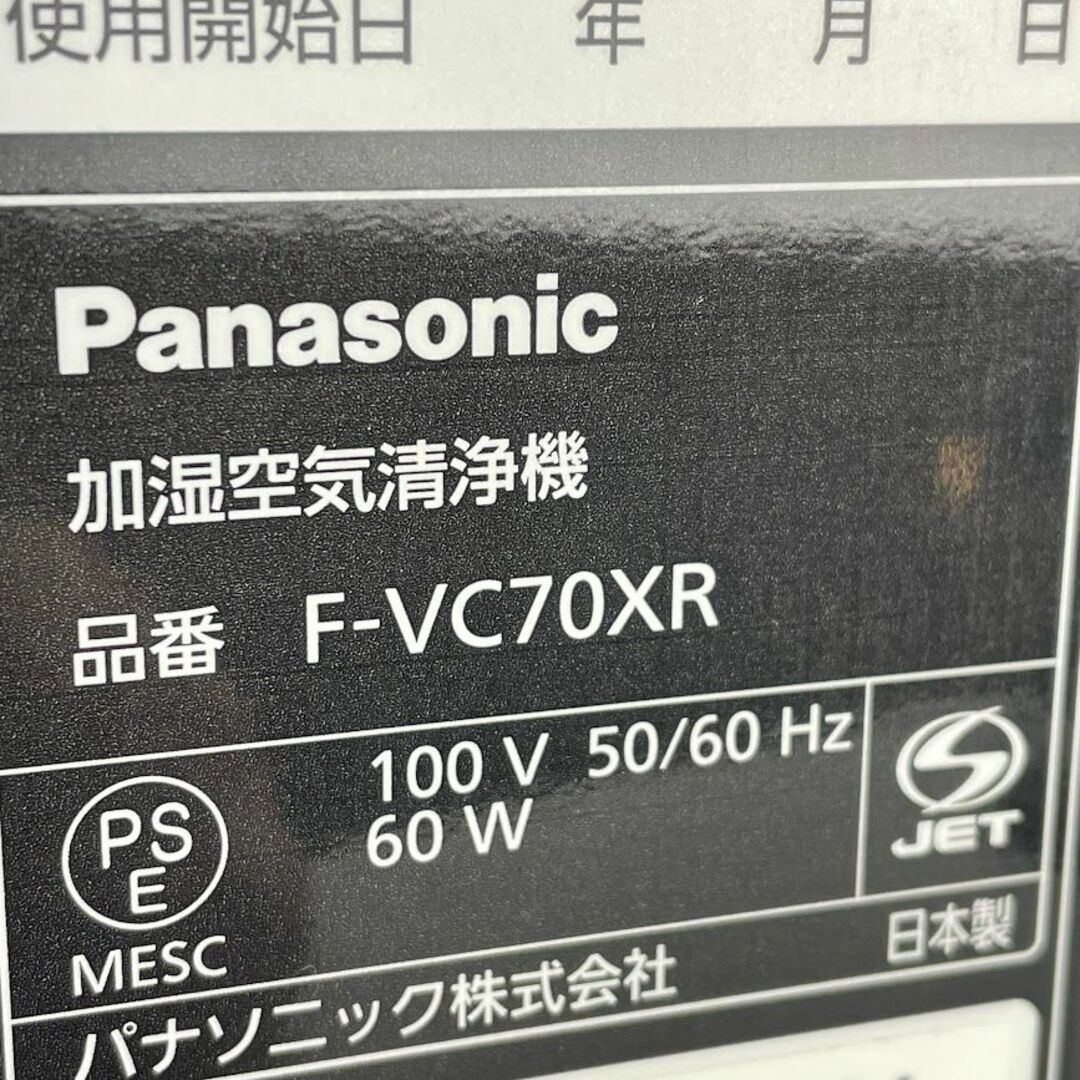 使用開始日 年 月 日
Panasonic
加湿空気清浄機
品番 F-VC70XR
PS
E
MESC
100 V 50/60 Hz
60 W
JET
パナソニック株式会社
日本製